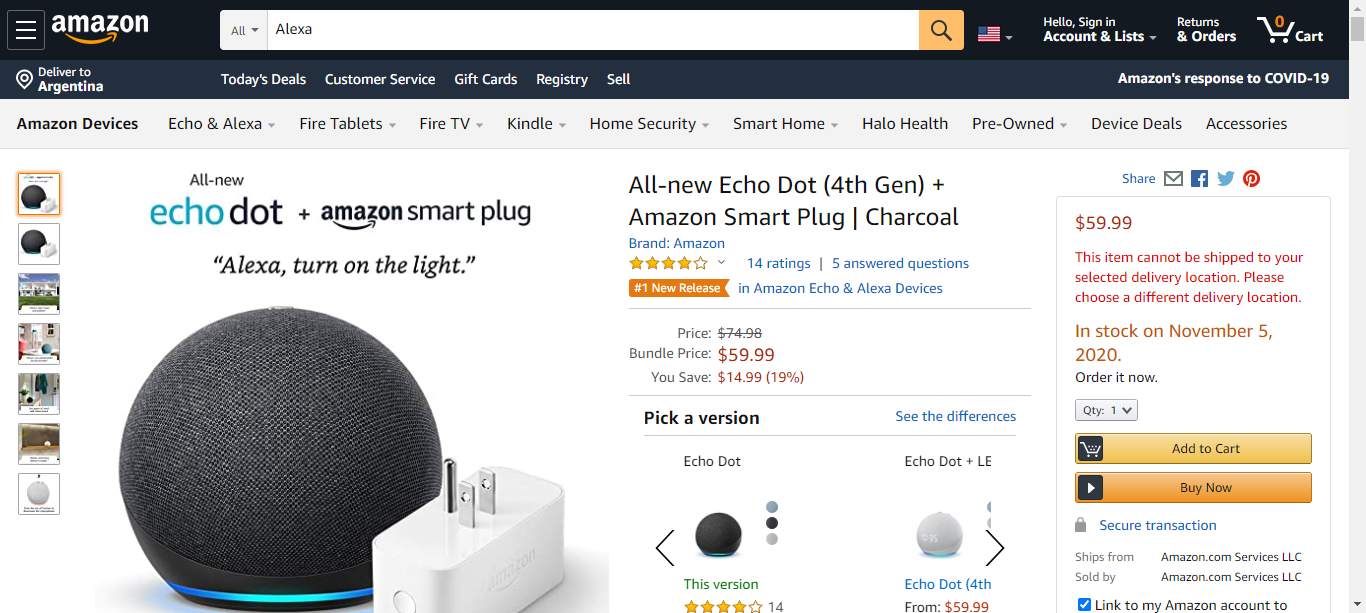 amazon
All
Alexa
Hello, Sign in
Account & Lists
Returns
& Orders
0
Cart
Deliver to
Argentina
Today's Deals
Customer Service
Gift Cards
Registry
Sell
Amazon's response to COVID-19
Amazon Devices
Echo & Alexa
Fire Tablets
Fire TV
Kindle
Home Security
Smart Home
Halo Health
Pre-Owned
Device Deals
Accessories
All-new
echo dot + amazon smart plug
“Alexa, turn on the light.”
amazon
All-new Echo Dot (4th Gen) +
Amazon Smart Plug | Charcoal
Brand: Amazon
14 ratings | 5 answered questions
#1 New Release in Amazon Echo & Alexa Devices
Price: $74.98
Bundle Price: $59.99
You Save: $14.99 (19%)
Pick a version
See the differences
Echo Dot
This version
14
Echo Dot + LE
Echo Dot (4th
From: $59.99
Share
$59.99
This item cannot be shipped to your
selected delivery location. Please
choose a different delivery location.
In stock on November 5,
2020.
Order it now.
Qty: 1
Add to Cart
Buy Now
Secure transaction
Ships from Amazon.com Services LLC
Sold by Amazon.com Services LLC
Link to my Amazon account to